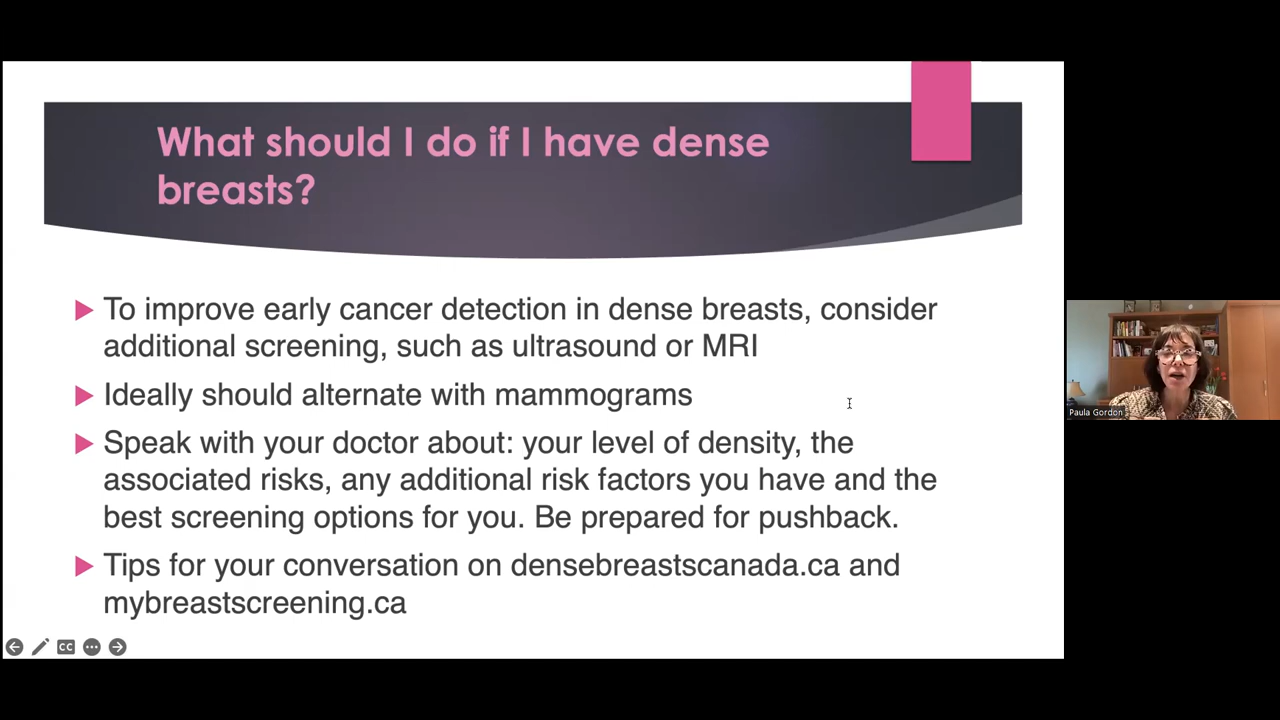 What should I do if I have dense
breasts?
To improve early cancer detection in dense breasts, consider
additional screening, such as ultrasound or MRI
Ideally should alternate with mammograms
Speak with your doctor about: your level of density, the
associated risks, any additional risk factors you have and the
best screening options for you. Be prepared for pushback.
Tips for your conversation on densebreastscanada.ca and
mybreastscreening.ca
CC
Paula Gordon